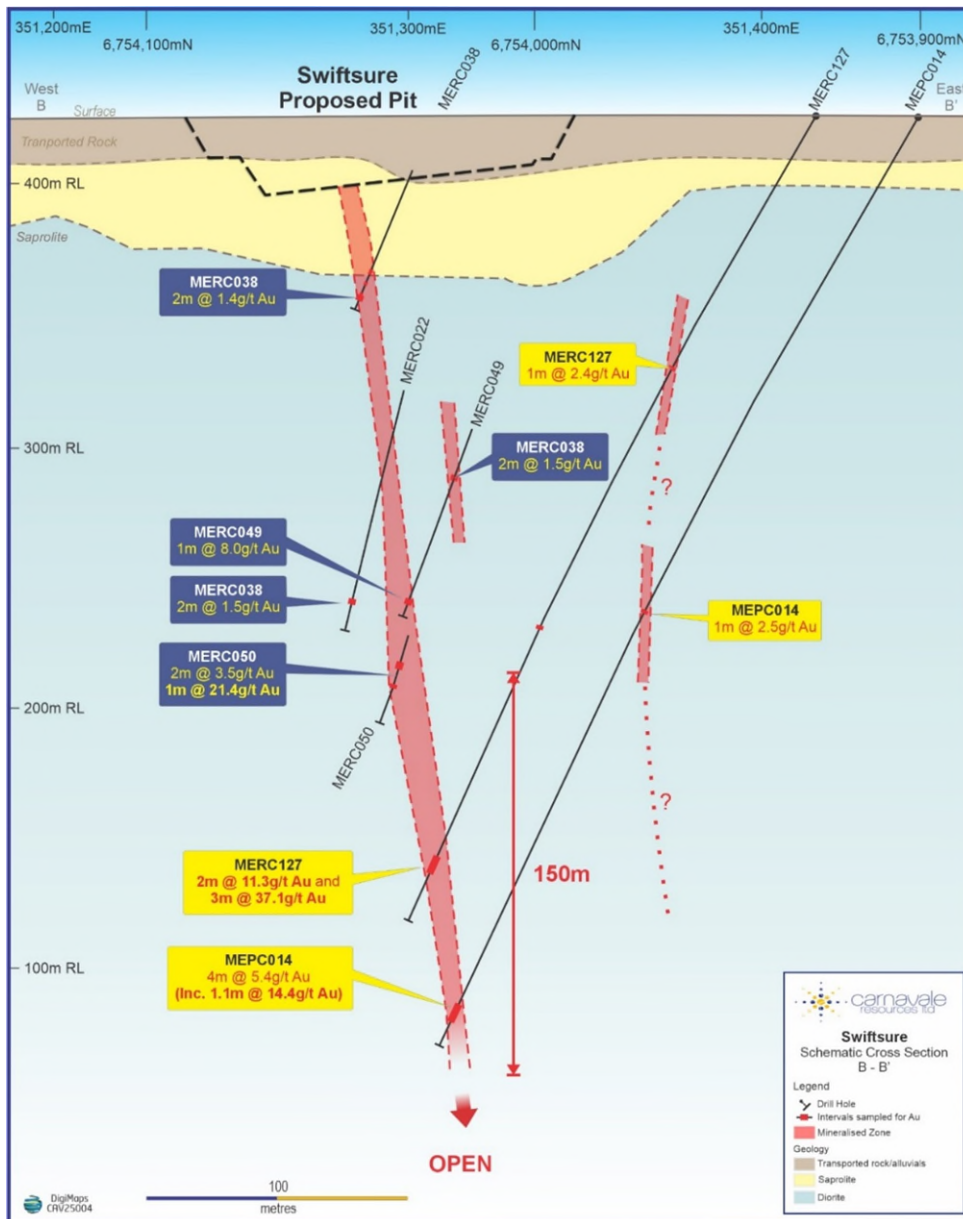 351,200mE
351,300mE
351,400mE
6,754,100mN
6,754,000mN
6,753,900mN
Swiftsure
Proposed Pit
MERC038
MERC127
MEPC014
West
B
East
B'
Surface
Tranported Rock
400m RL
Saprolite
MERC038
2m @ 1.4g/t Au
MERC022
MERC049
MERC127
1m @ 2.4g/t Au
300m RL
MERC038
2m @ 1.5g/t Au
?
MERC049
1m @ 8.0g/t Au
MERC038
2m @ 1.5g/t Au
MEPC014
1m @ 2.5g/t Au
MERC050
2m @ 3.5g/t Au
1m @ 21.4g/t Au
200m RL
MERC050
?
MERC127
2m @ 11.3g/t Au and
3m @ 37.1g/t Au
150m
MEPC014
4m @ 5.4g/t Au
(Inc. 1.1m @ 14.4g/t Au)
100m RL
OPEN
carnavale
resources ltd
Swiftsure
Schematic Cross Section
B - B'
Legend
Drill Hole
Intervals sampled for Au
Mineralised Zone
Geology
Transported rock/alluvials
Saprolite
Diorite
DigiMaps
CRV25004
100
metres